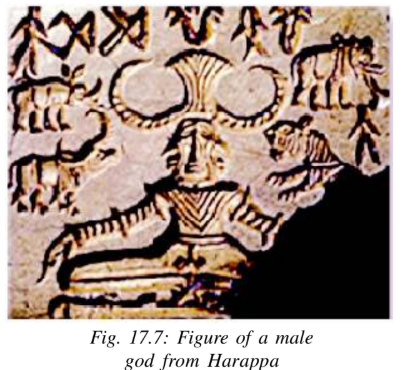 Fig. 17.7: Figure of a male
god from Harappa